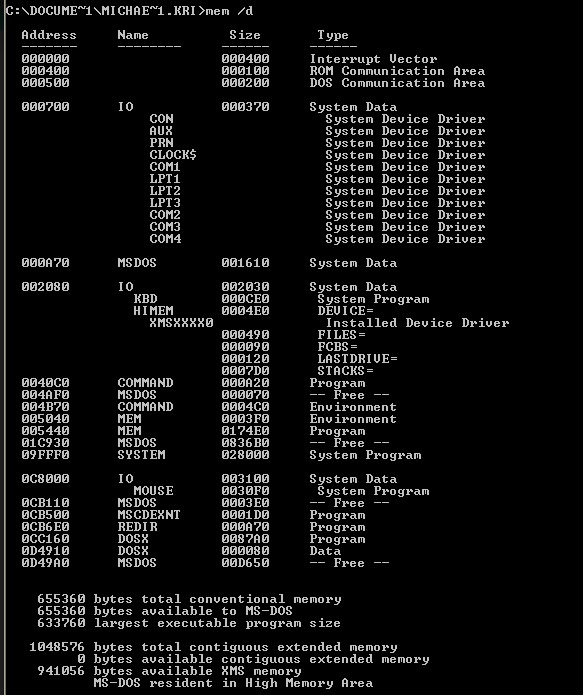 C:\DOCUME~1\MICHAE~1.KRI>mem /d
Address Name Size Type
------- -------- ------ ------
000000 000400 Interrupt Vector
000400 000100 ROM Communication Area
000500 000200 DOS Communication Area
000700 IO 000370 System Data
CON System Device Driver
AUX System Device Driver
PRN System Device Driver
CLOCK$ System Device Driver
COM1 System Device Driver
LPT1 System Device Driver
LPT2 System Device Driver
LPT3 System Device Driver
COM2 System Device Driver
COM3 System Device Driver
COM4 System Device Driver
000A70 MSDOS 001610 System Data
002080 IO 002030 System Data
KBD 000CE0 System Program
HIMEM 0004E0 DEVICE=
XMSXXXX0 Installed Device Driver
000490 FILES=
000090 FCBS=
000120 LASTDRIVE=
0007D0 STACKS=
0040C0 COMMAND 000A20 Program
004AF0 MSDOS 000070 -- Free --
004B70 COMMAND 0004C0 Environment
005040 MEM 0003F0 Environment
005440 MEM 0174E0 Program
01C930 MSDOS 0836B0 -- Free --
09FFF0 SYSTEM 028000 System Program
0C8000 IO 003100 System Data
MOUSE 0030F0 System Program
0CB110 MSDOS 0003E0 -- Free --
0CB500 MSCDEXNT 0001D0 Program
0CB6E0 REDIR 000A70 Program
0CC160 DOSX 0087A0 Program
0D4910 DOSX 000080 Data
0D49A0 MSDOS 00D650 -- Free --
655360 bytes total conventional memory
655360 bytes available to MS-DOS
633760 largest executable program size
1048576 bytes total contiguous extended memory
0 bytes available contiguous extended memory
941056 bytes available XMS memory
MS-DOS resident in High Memory Area